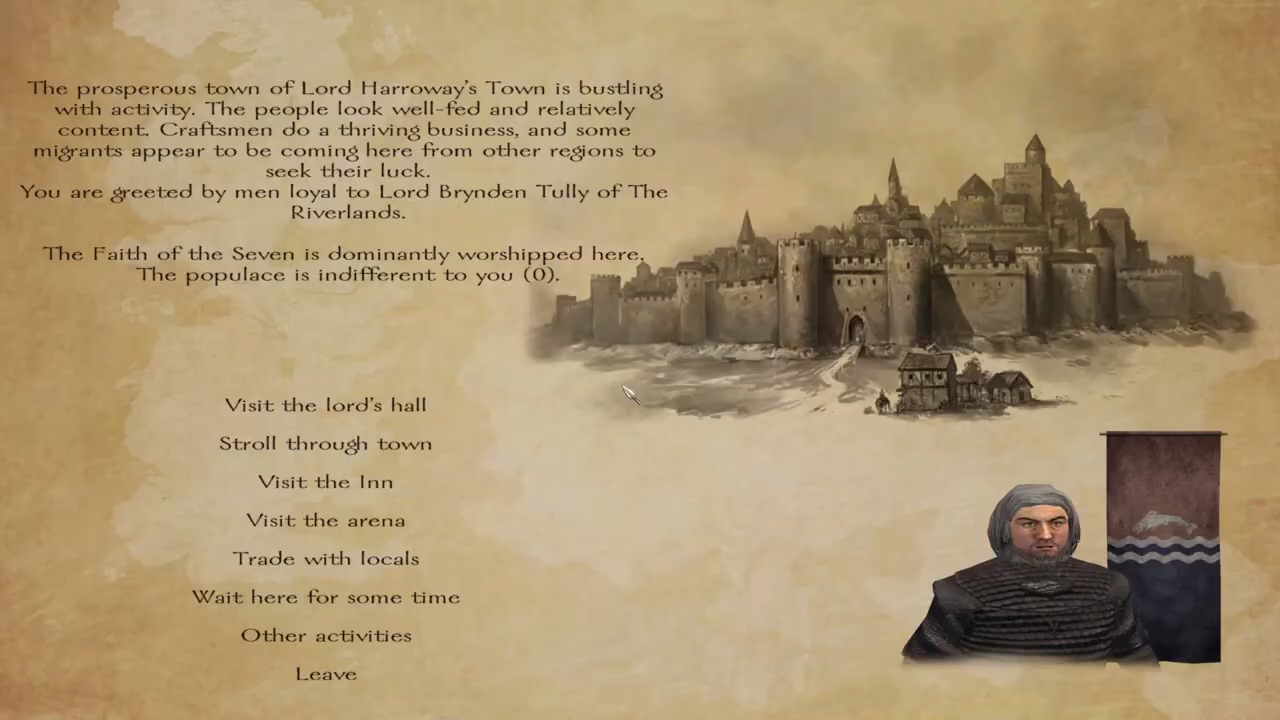 The prosperous town of Lord Harroway's Town is bustling
with activity. The people look well-fed and relatively
content. Craftsmen do a thriving business, and some
migrants appear to be coming here from other regions to
seek their luck.
You are greeted by men loyal to Lord Brynden Tully of The
Riverlands.
The Faith of the Seven is dominantly worshipped here.
The populace is indifferent to you (0).
Visit the lord's hall
Stroll through town
Visit the Inn
Visit the arena
Trade with locals
Wait here for some time
Other activities
Leave